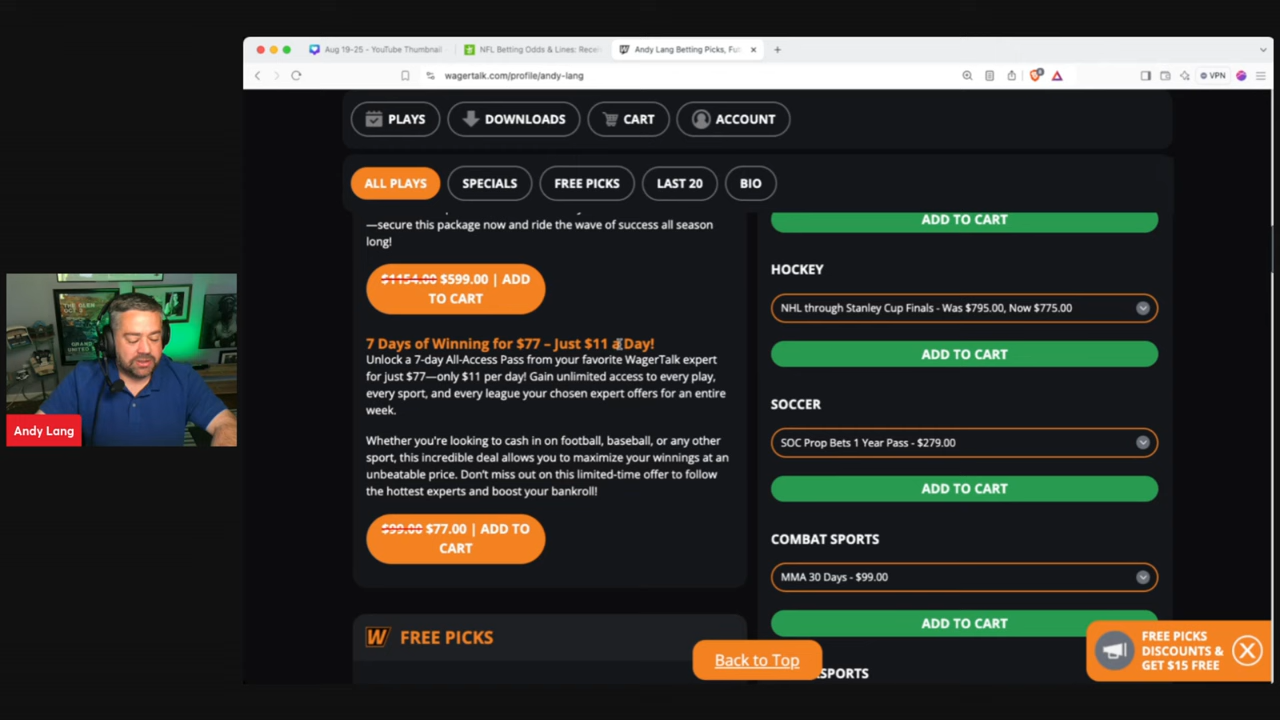 Aug 19-25 - YouTube Thumbnail
NFL Betting Odds & Lines: Recen
Andy Lang Betting Picks, Fut
wagertalk.com/profile/andy-lang
VPN
PLAYS
DOWNLOADS
CART
ACCOUNT
ALL PLAYS
SPECIALS
FREE PICKS
LAST 20
BIO
—secure this package now and ride the wave of success all season
long!
$1154.00 $599.00 | ADD
TO CART
7 Days of Winning for $77 – Just $11 a Day!
Unlock a 7-day All-Access Pass from your favorite WagerTalk expert
for just $77—only $11 per day! Gain unlimited access to every play,
every sport, and every league your chosen expert offers for an entire
week.
Whether you're looking to cash in on football, baseball, or any other
sport, this incredible deal allows you to maximize your winnings at an
unbeatable price. Don't miss out on this limited-time offer to follow
the hottest experts and boost your bankroll!
$99.00 $77.00 | ADD TO
CART
W FREE PICKS
ADD TO CART
HOCKEY
NHL through Stanley Cup Finals - Was $795.00, Now $775.00
ADD TO CART
SOCCER
SOC Prop Bets 1 Year Pass - $279.00
ADD TO CART
COMBAT SPORTS
MMA 30 Days - $99.00
ADD TO CART
SPORTS
Back to Top
FREE PICKS
DISCOUNTS &
GET $15 FREE
Andy Lang